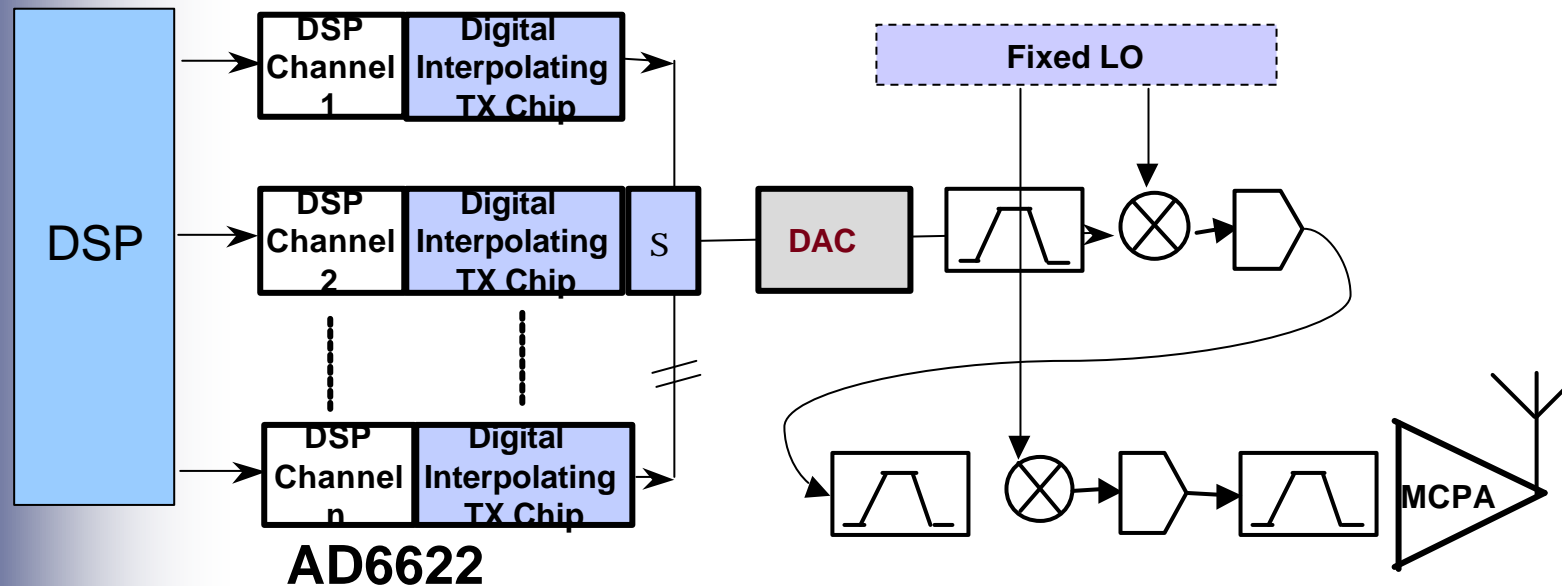 DSP
DSP
Channel
1
Digital
Interpolating
TX Chip
Fixed LO
DSP
Channel
2
Digital
Interpolating
TX Chip
S
DAC
DSP
Channel
n
Digital
Interpolating
TX Chip
MCPA
AD6622